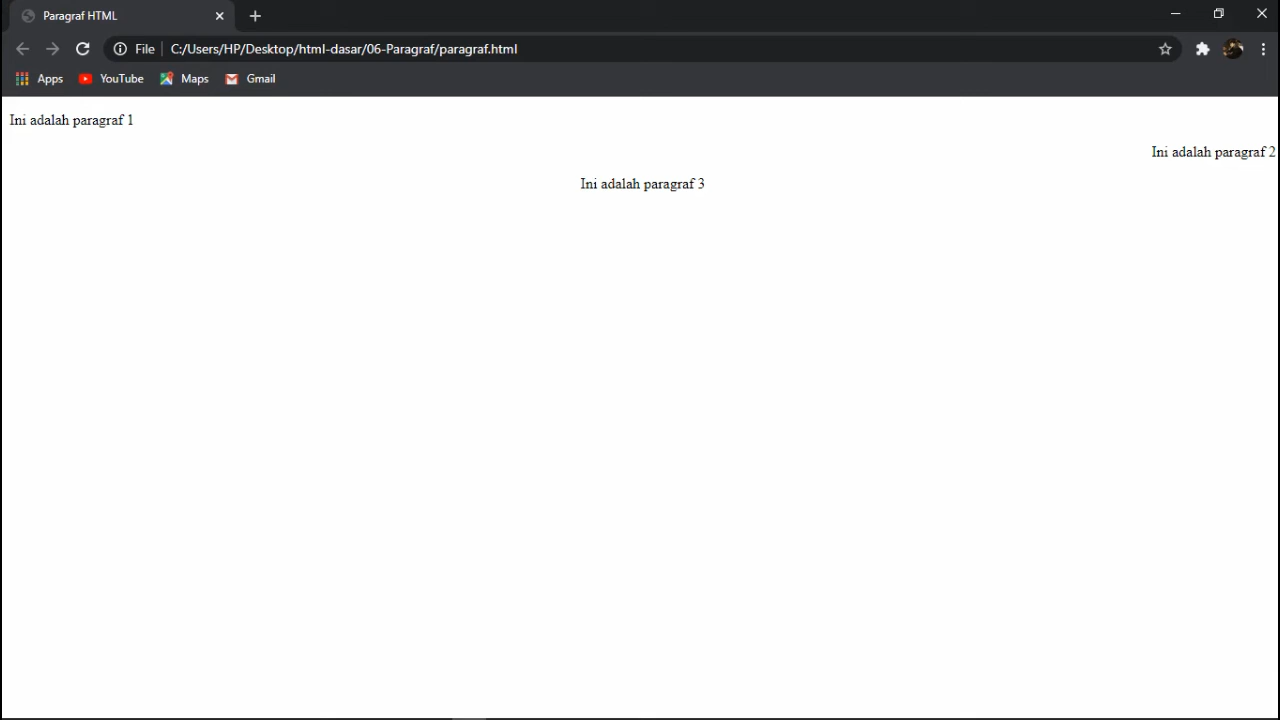 Paragraf HTML
File C:/Users/HP/Desktop/html-dasar/06-Paragraf/paragraf.html
Apps YouTube Maps Gmail
Ini adalah paragraf 1
Ini adalah paragraf 2
Ini adalah paragraf 3